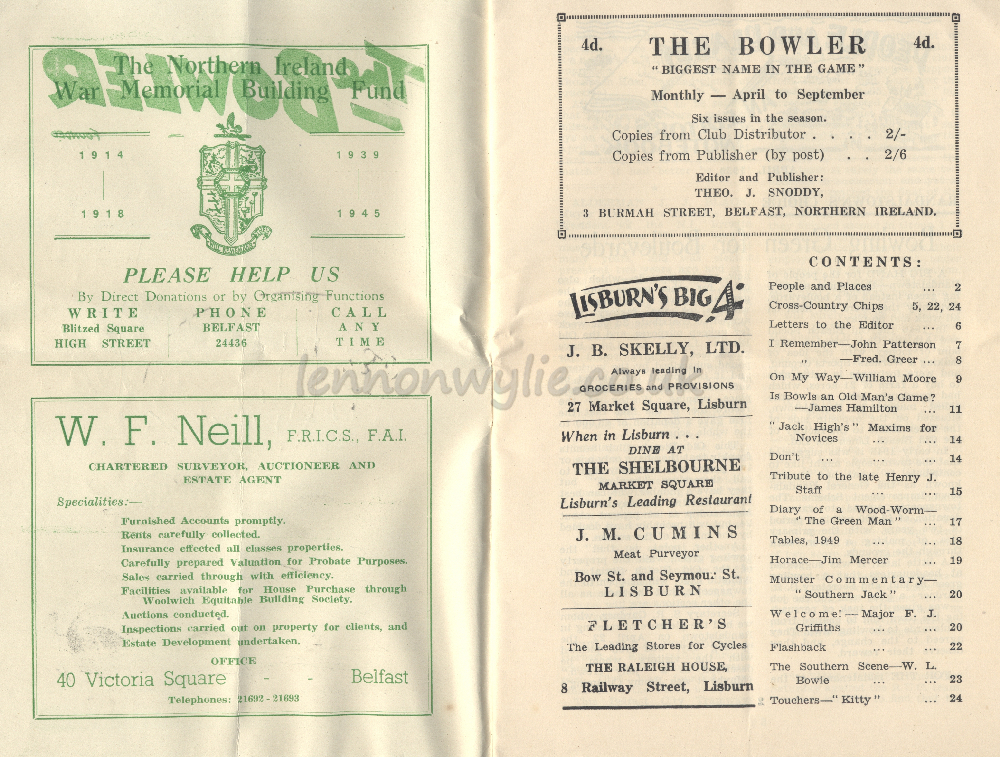 The Northern Ireland
War Memorial Building Fund
1914
1939
1918
1945
PLEASE HELP US
By Direct Donations or by Organising Functions
WRITE PHONE CALL
Blitzed Square BELFAST ANY
HIGH STREET 24436 TIME
W. F. Neill, F.R.I.C.S., F.A.I.
CHARTERED SURVEYOR, AUCTIONEER AND
ESTATE AGENT
Specialities:—
Furnished Accounts promptly.
Rents carefully collected.
Insurance effected all classes properties.
Carefully prepared Valuation for Probate Purposes.
Sales carried through with efficiency.
Facilities available for House Purchase through
Woolwich Equitable Building Society.
Auctions conducted.
Inspections carried out on property for clients, and
Estate Development undertaken.
OFFICE
40 Victoria Square - - Belfast
Telephones: 21692 - 21693
4d. THE BOWLER 4d.
"BIGGEST NAME IN THE GAME"
Monthly — April to September
Six issues in the season.
Copies from Club Distributor . . . . 2/-
Copies from Publisher (by post) . . 2/6
Editor and Publisher:
THEO. J. SNODDY,
3 BURMAH STREET, BELFAST, NORTHERN IRELAND.
LISBURN'S BIG 4
J. B. SKELLY, LTD.
Always leading in
GROCERIES and PROVISIONS
27 Market Square, Lisburn
When in Lisburn . . .
DINE AT
THE SHELBOURNE
MARKET SQUARE
Lisburn's Leading Restaurant
J. M. CUMINS
Meat Purveyor
Bow St. and Seymour St.
LISBURN
FLETCHER'S
The Leading Stores for Cycles
THE RALEIGH HOUSE,
8 Railway Street, Lisburn
CONTENTS:
People and Places ... 2
Cross-Country Chips 5, 22, 24
Letters to the Editor ... 6
I Remember—John Patterson 7
„ —Fred. Greer ... 8
On My Way—William Moore 9
Is Bowls an Old Man's Game?
—James Hamilton ... 11
"Jack High's" Maxims for
Novices ... ... 14
Don't ... ... ... 14
Tribute to the late Henry J.
Staff ... ... 15
Diary of a Wood-Worm—
"The Green Man" ... 17
Tables, 1949 ... ... 18
Horace—Jim Mercer ... 19
Munster Commentary—
"Southern Jack" ... 20
Welcome!—Major F. J.
Griffiths ... ... 20
Flashback ... ... 22
The Southern Scene—W. L.
Bowie ... ... 23
Touchers—"Kitty" ... 24
lennonwylie.co.uk